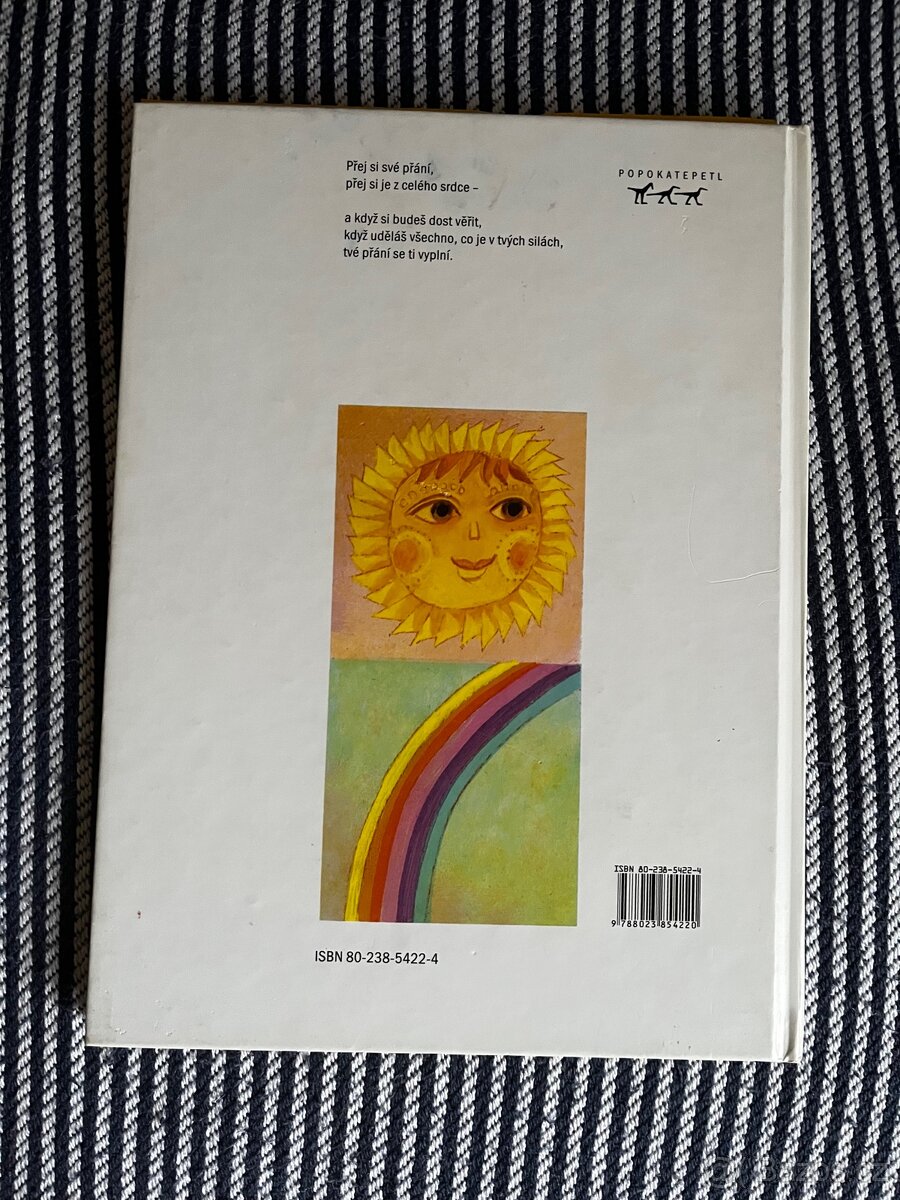 Přej si své přání,
přej si je z celého srdce –
a když si budeš dost věřit,
když uděláš všechno, co je v tvých silách,
tvé přání se ti vyplní.
POPOKATEPETL
ISBN 80-238-5422-4
9 788023 854220
ISBN 80-238-5422-4